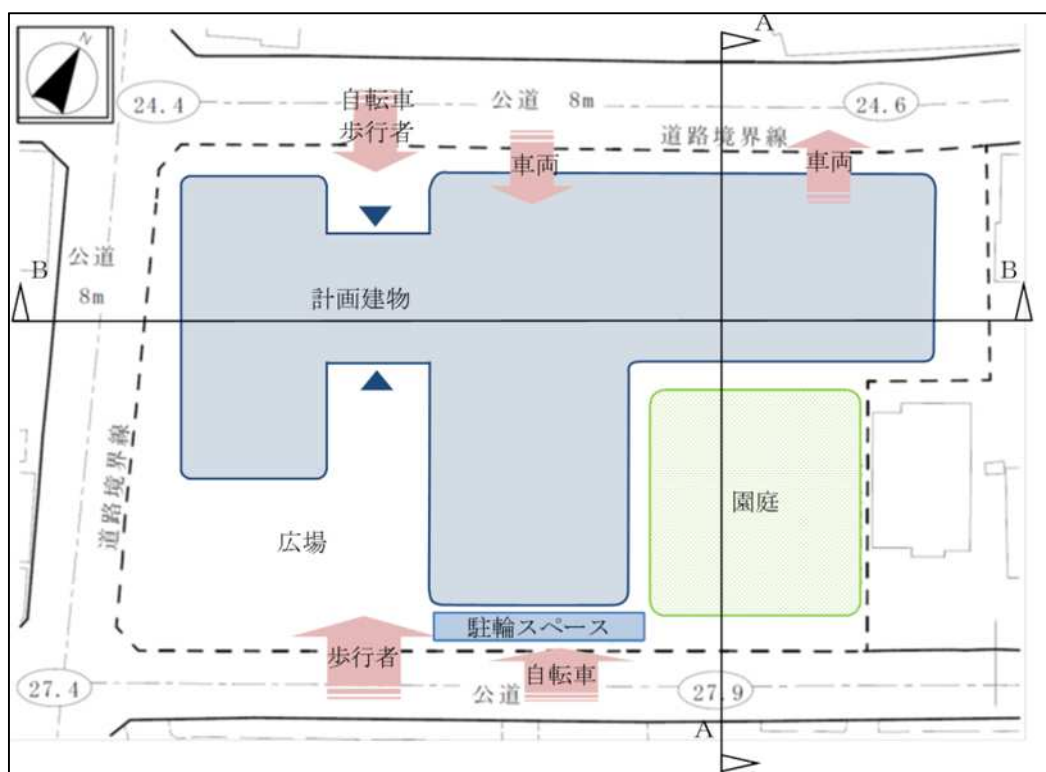 N
A
24.4
自転車
歩行者
公道 8m
24.6
道路境界線
車両
車両
公道
8m
B
B
計画建物
道路境界線
園庭
広場
駐輪スペース
歩行者
自転車
27.4
公道
27.9
A